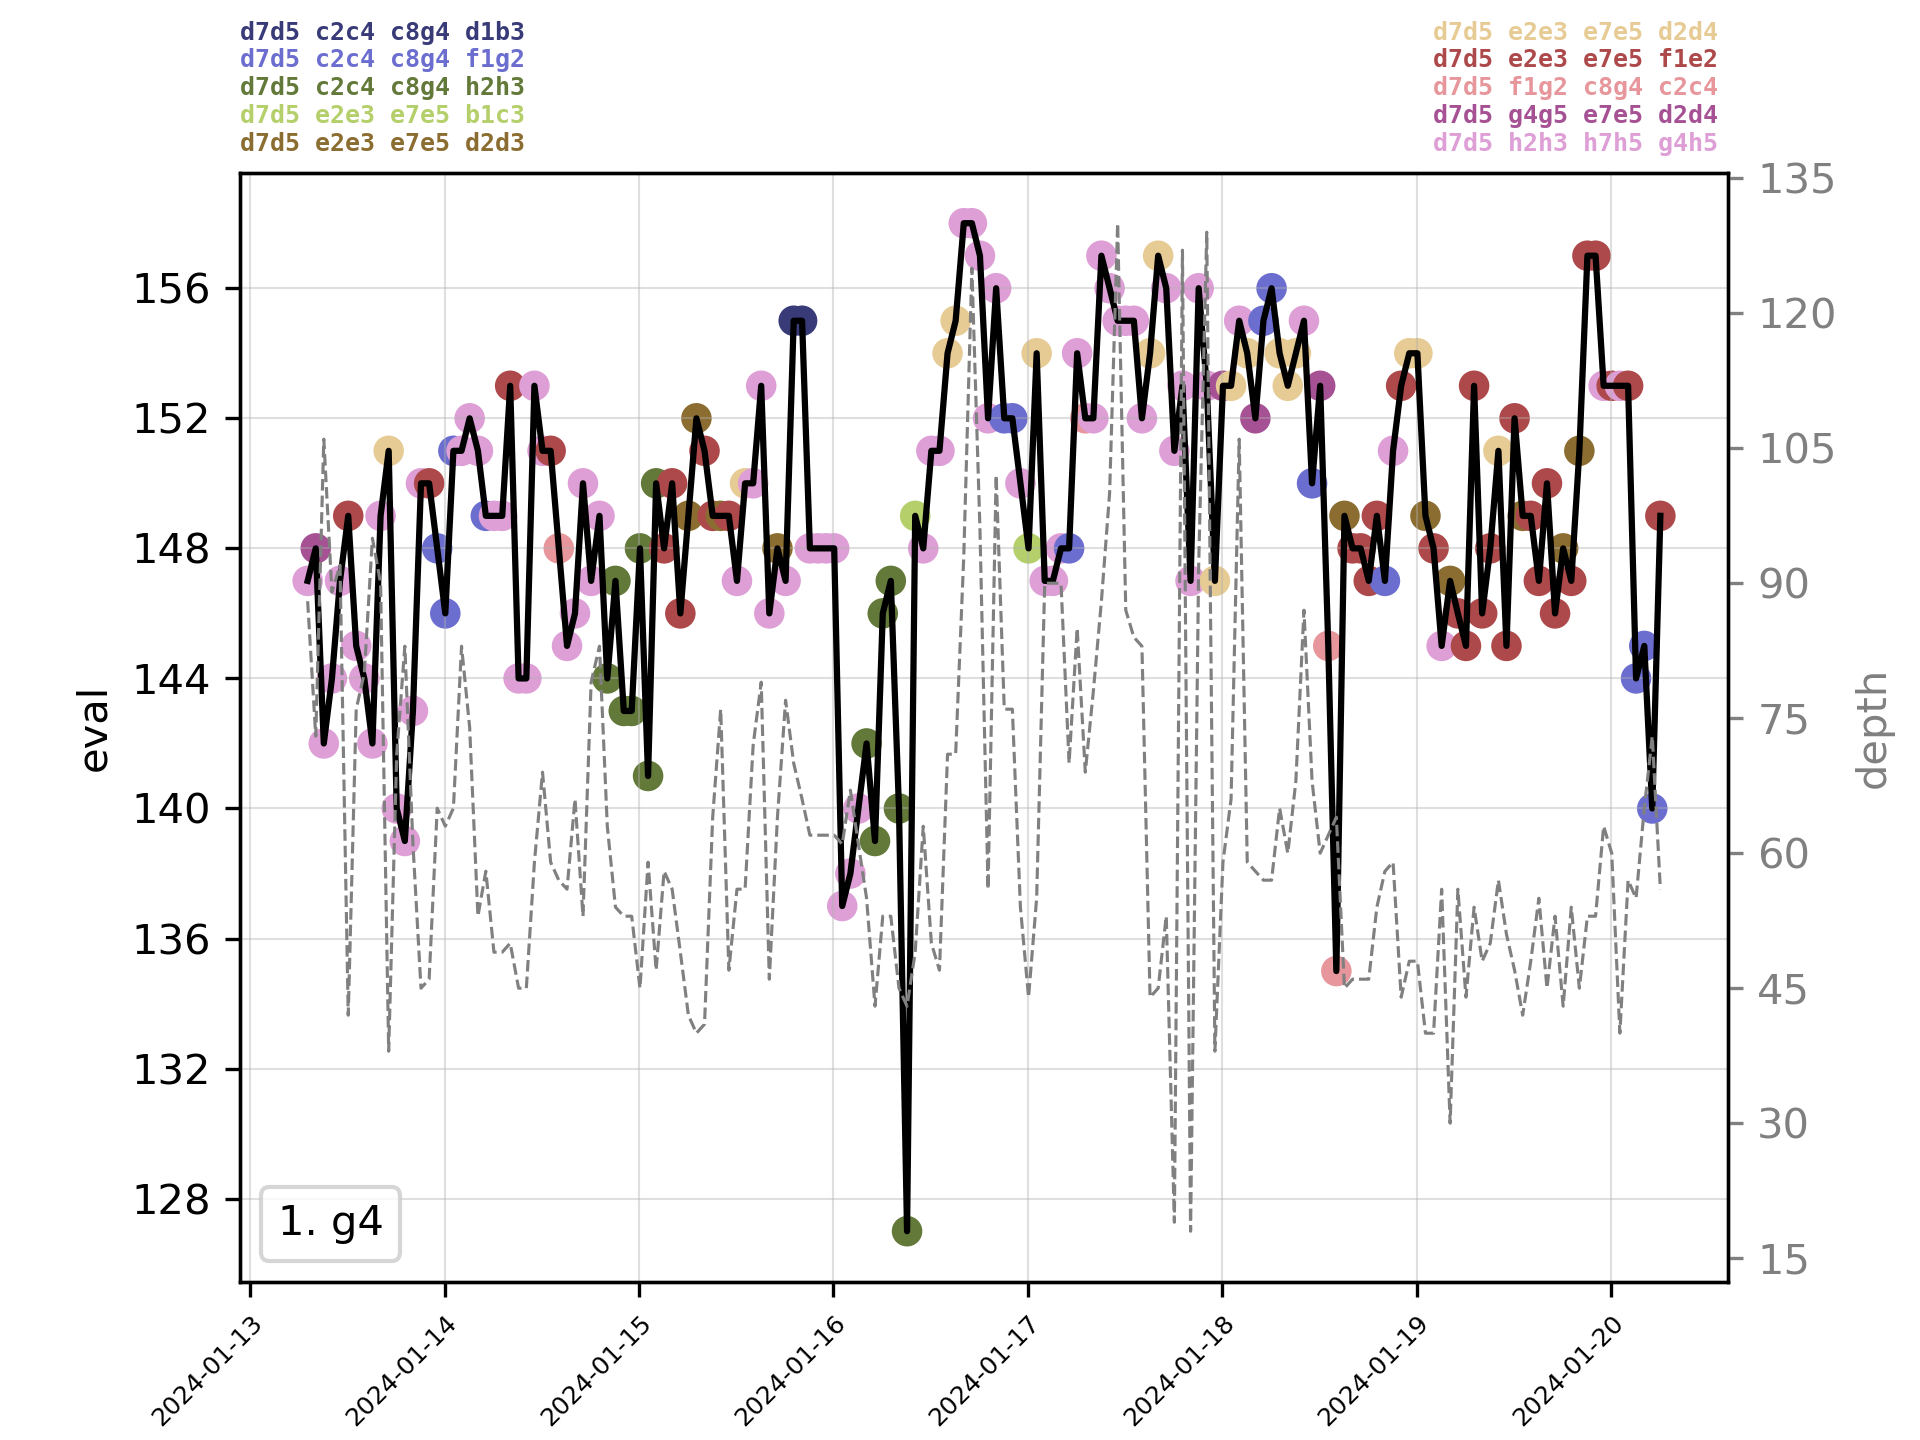 d7d5 c2c4 c8g4 d1b3
d7d5 c2c4 c8g4 f1g2
d7d5 c2c4 c8g4 h2h3
d7d5 e2e3 e7e5 b1c3
d7d5 e2e3 e7e5 d2d3
d7d5 e2e3 e7e5 d2d4
d7d5 e2e3 e7e5 f1e2
d7d5 f1g2 c8g4 c2c4
d7d5 g4g5 e7e5 d2d4
d7d5 h2h3 h7h5 g4h5
156
152
148
144
140
136
132
128
eval
135
120
105
90
75
60
45
30
15
depth
1. g4
2024-01-13
2024-01-14
2024-01-15
2024-01-16
2024-01-17
2024-01-18
2024-01-19
2024-01-20